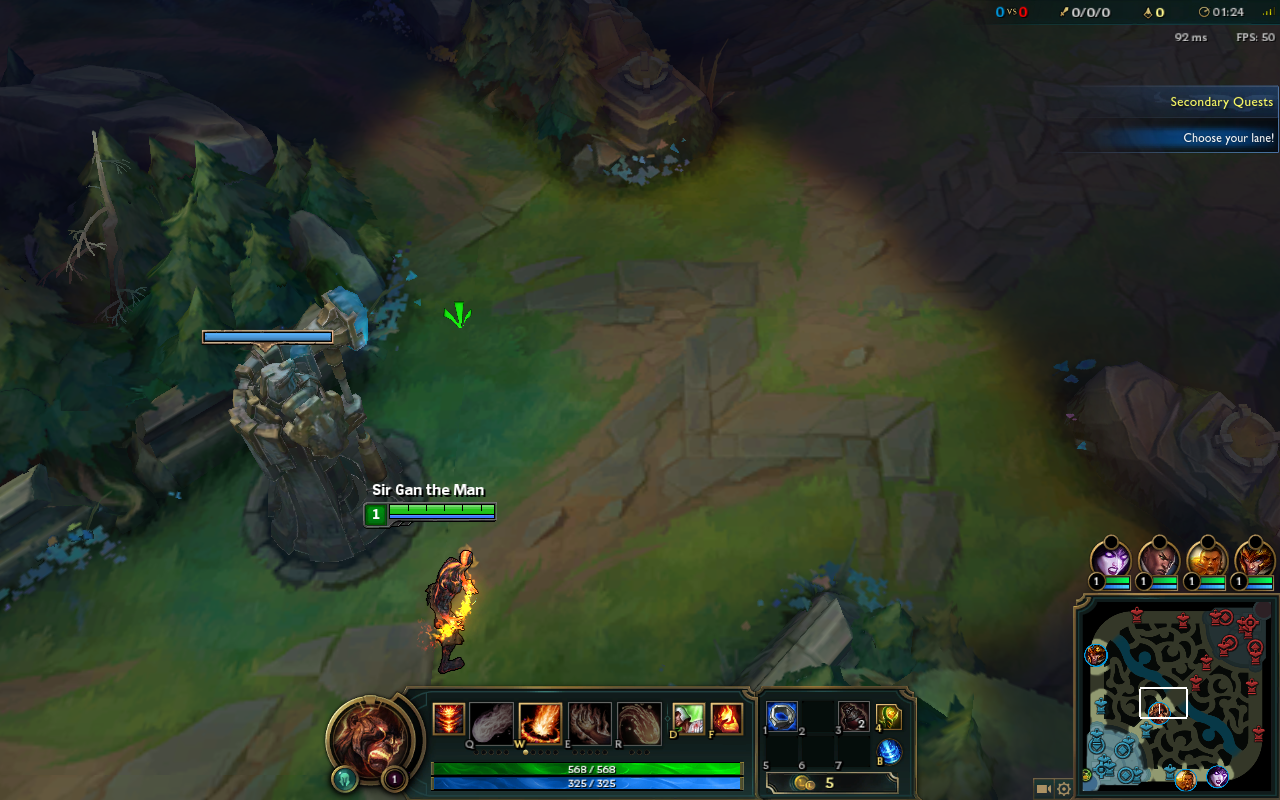 0 vs 0 0/0/0 0 01:24
92 ms FPS: 50
Secondary Quests
Choose your lane!
Sir Gan the Man
1
1 1 1 1
Q W E R D F
1 2 3 2 4
B
5 6 7
568 / 568
325 / 325
1
5